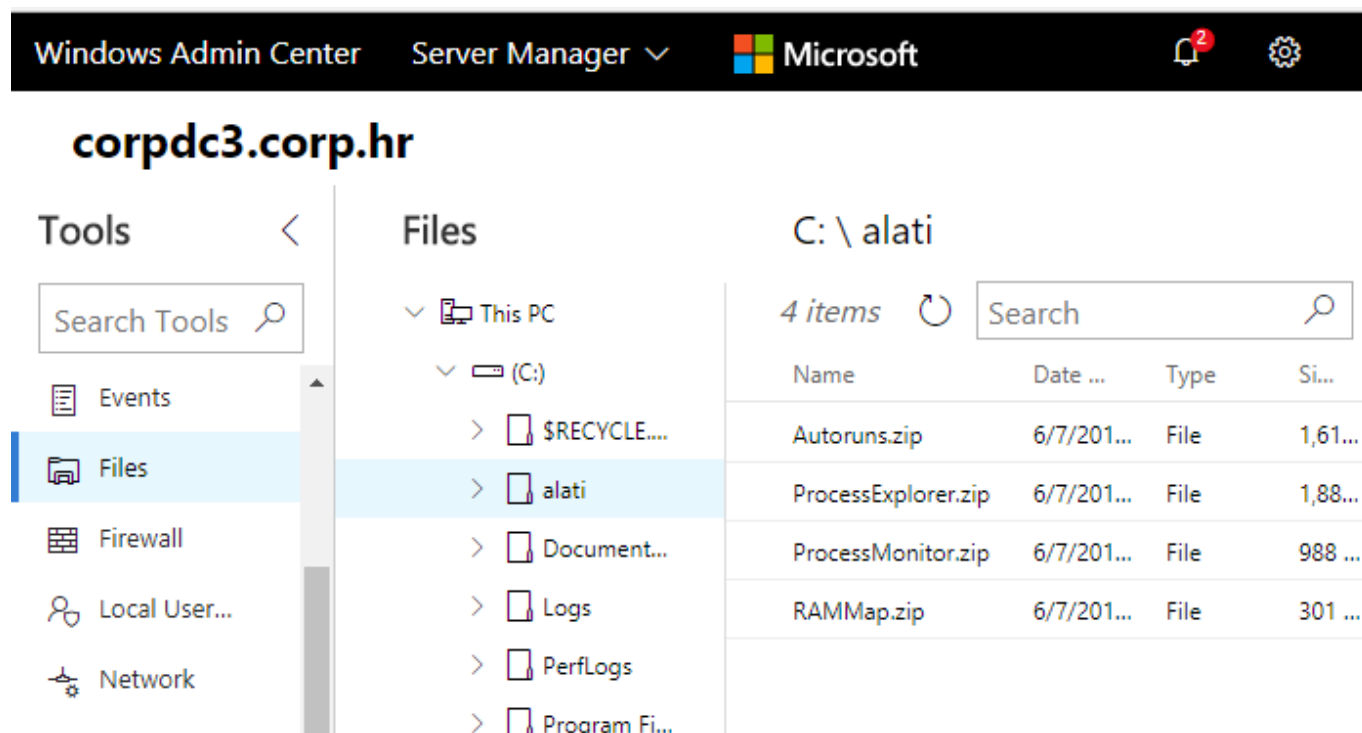 Windows Admin Center Server Manager Microsoft 2
corpdc3.corp.hr
Tools
Search Tools
Events
Files
Firewall
Local User...
Network
Files
This PC
(C:)
$RECYCLE....
alati
Document...
Logs
PerfLogs
Program Fi...
C: \ alati
4 items Search
Name Date ... Type Si...
Autoruns.zip 6/7/201... File 1,61...
ProcessExplorer.zip 6/7/201... File 1,88...
ProcessMonitor.zip 6/7/201... File 988 ...
RAMMap.zip 6/7/201... File 301 ...